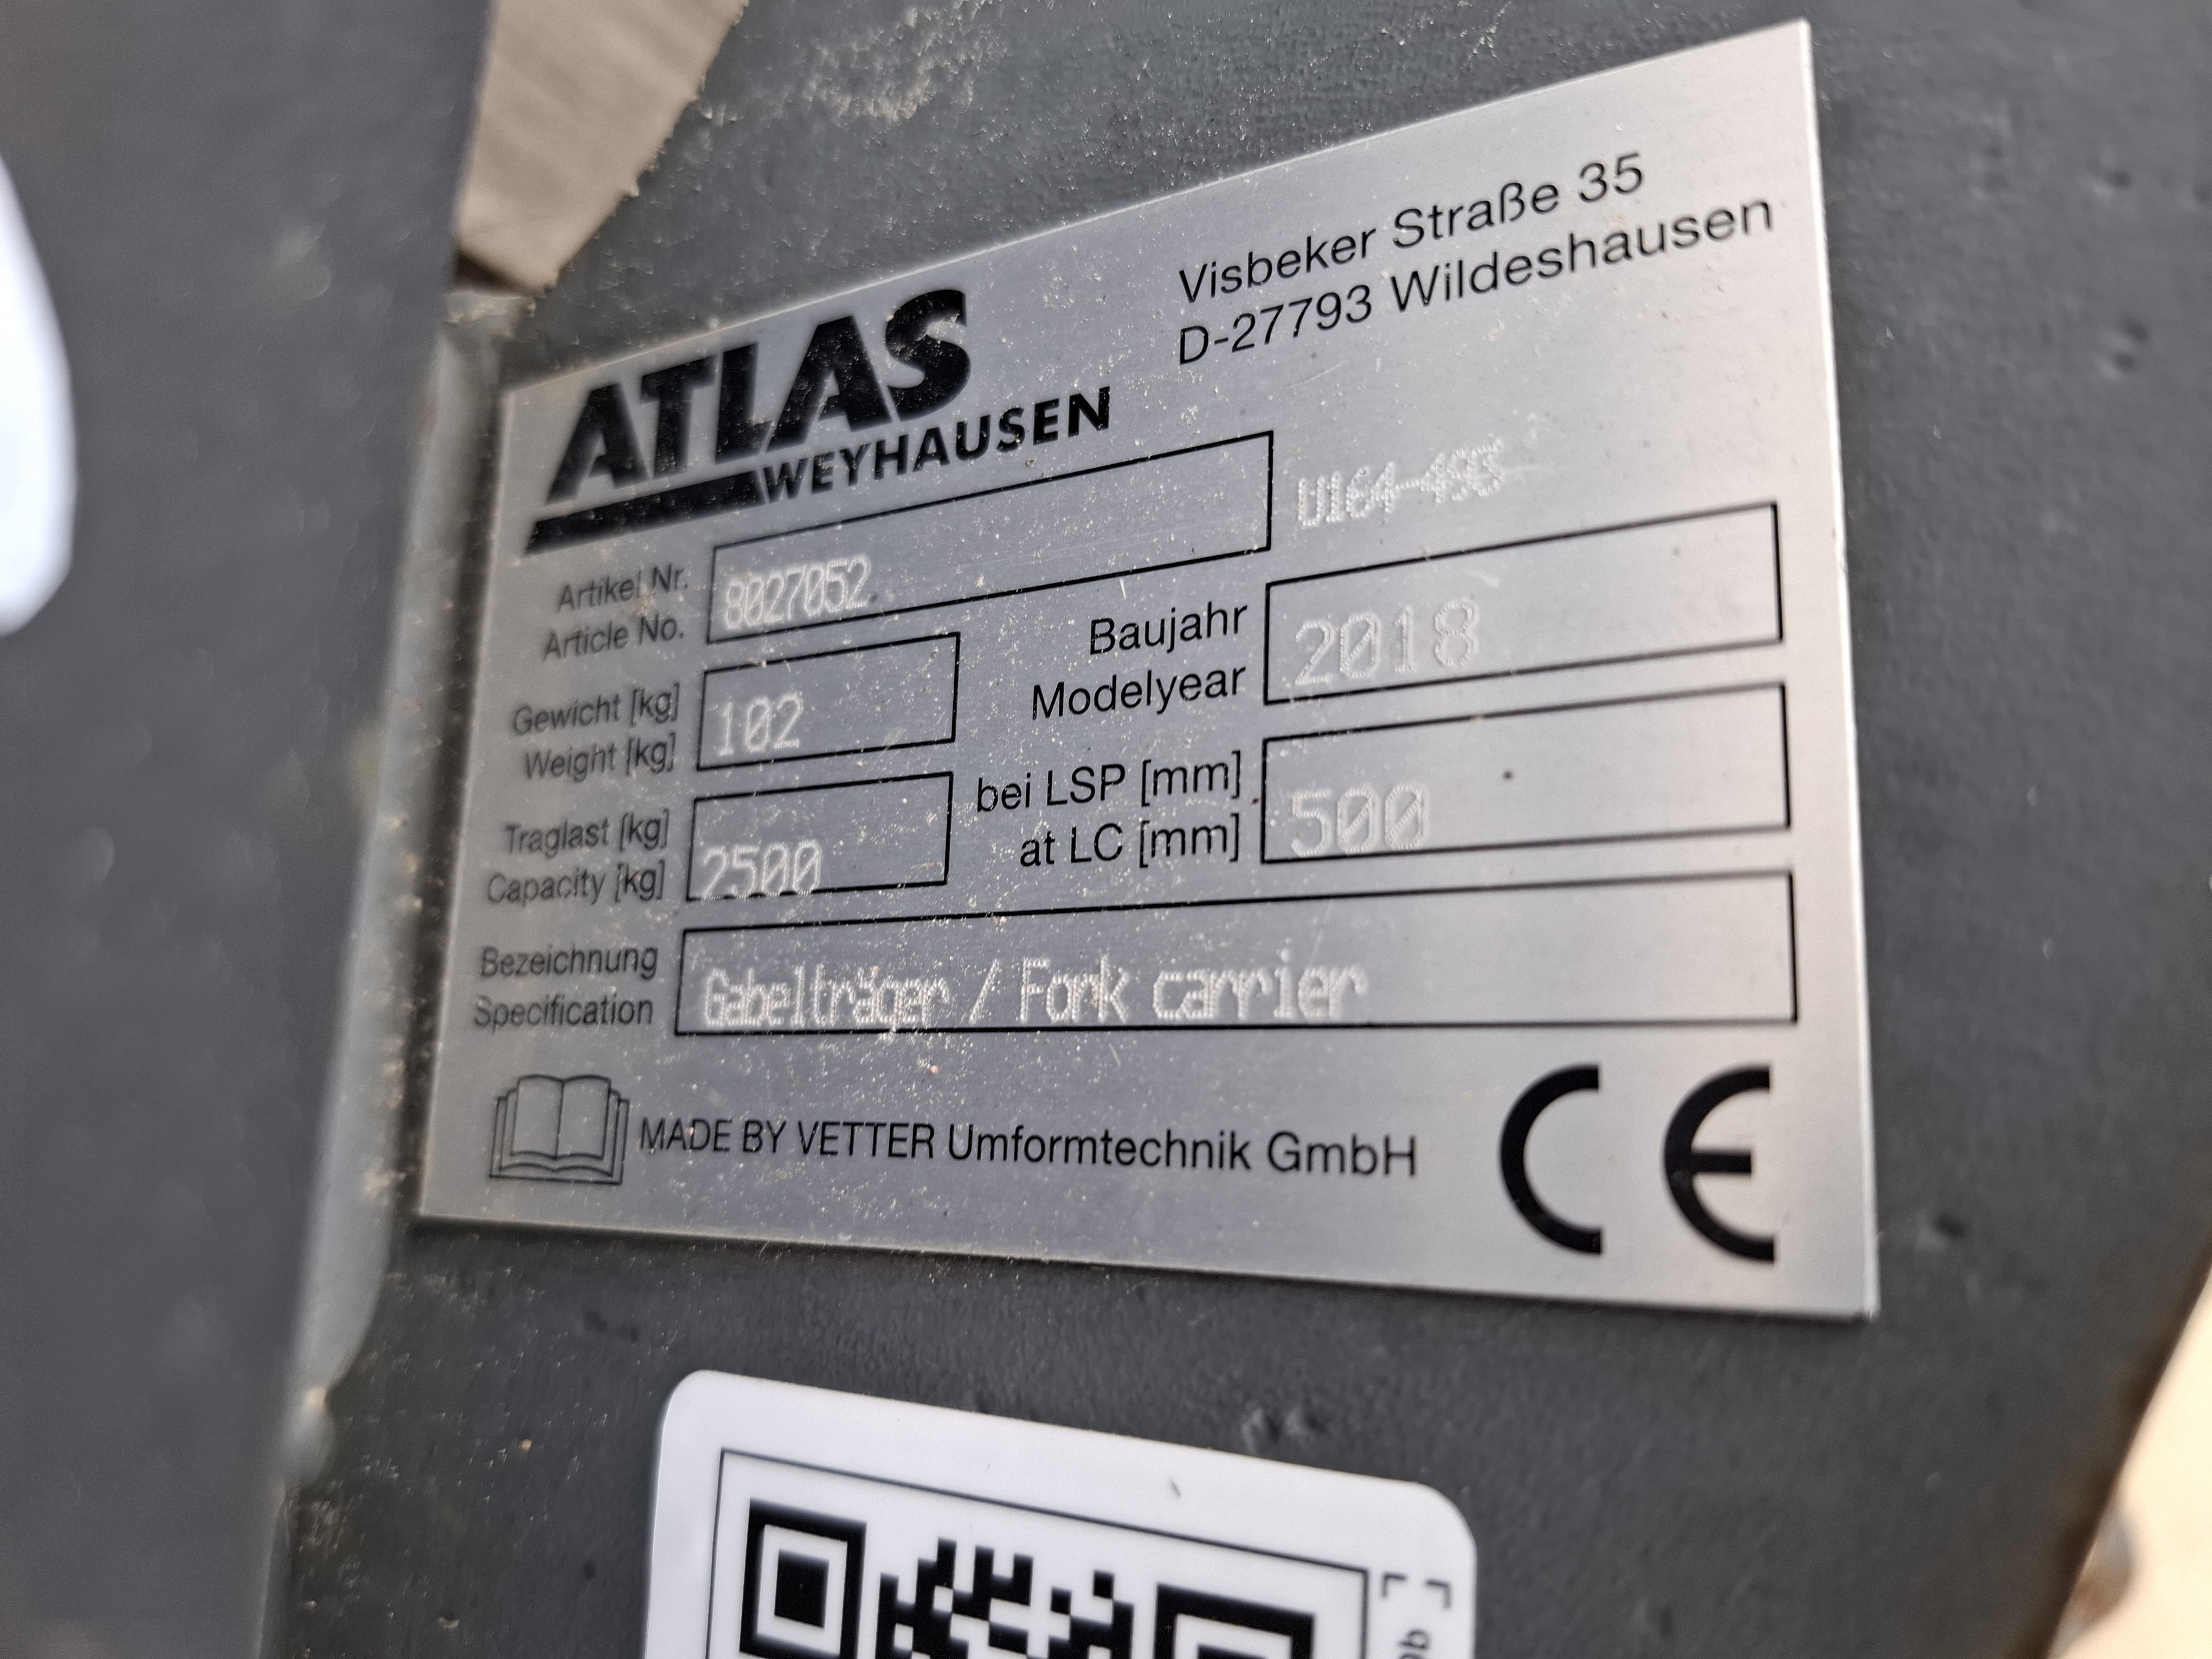 ATLAS
WEYHAUSEN
Visbeker Straße 35
D-27793 Wildeshausen
Artikel Nr.
Article No.
8027052
U164-493
Gewicht [kg]
Weight [kg]
102
Baujahr
Modelyear
2018
Traglast [kg]
Capacity [kg]
2500
bei LSP [mm]
at LC [mm]
500
Bezeichnung
Specification
Gabelträger / Fork carrier
MADE BY VETTER Umformtechnik GmbH
CE